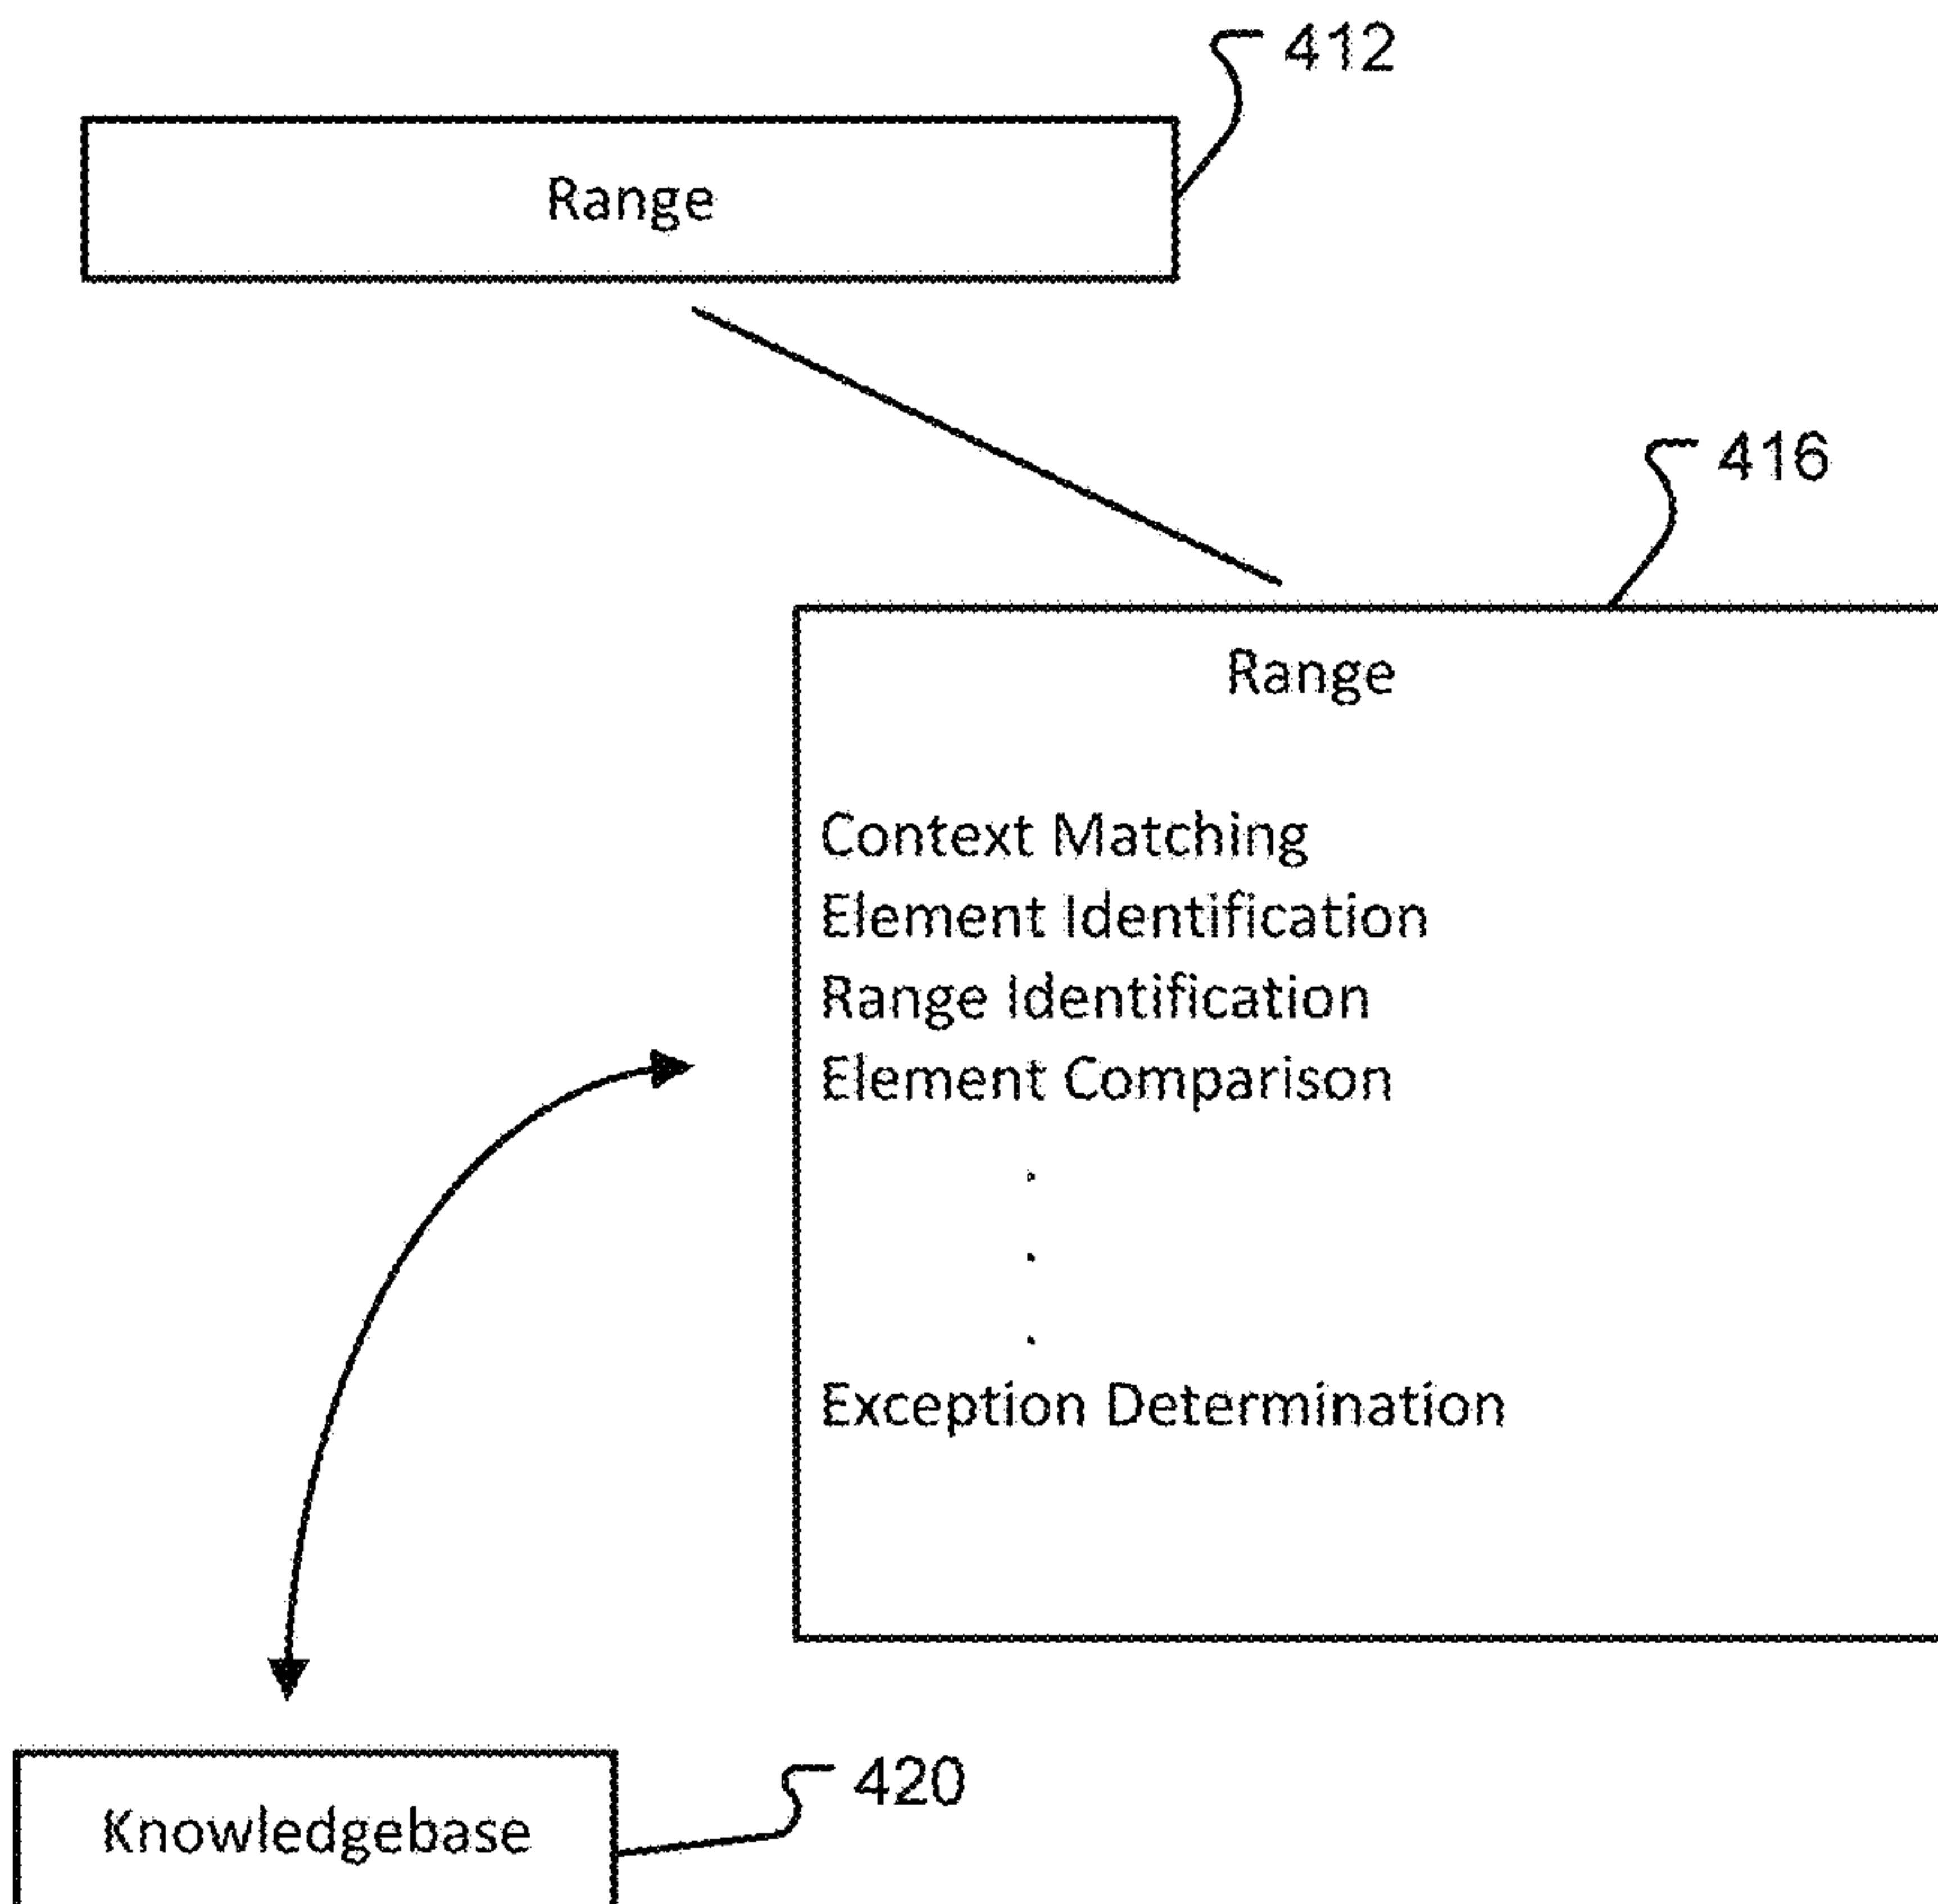 412
Range
416
Range
Context Matching
Element Identification
Range Identification
Element Comparison
.
.
.
Exception Determination
420
Knowledgebase